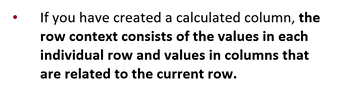 • If you have created a calculated column, the
row context consists of the values in each
individual row and values in columns that
are related to the current row.